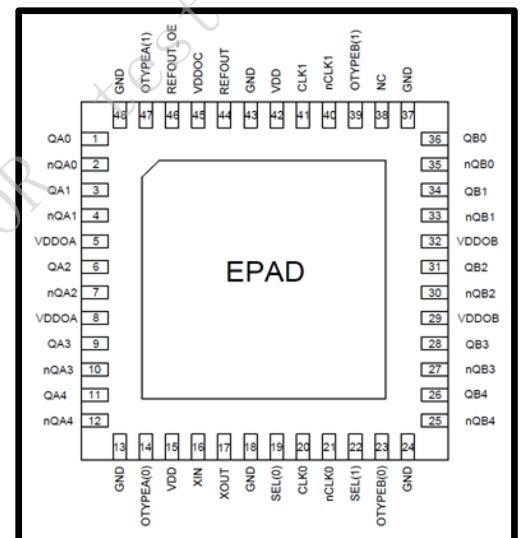 GND OTYPEA(1) REFOUT_OE VDDOC REFOUT GND VDD CLK1 nCLK1 OTYPEB(1) NC GND
48 47 46 45 44 43 42 41 40 39 38 37
QA0 1 36 QB0
nQA0 2 35 nQB0
QA1 3 34 QB1
nQA1 4 33 nQB1
VDDOA 5 32 VDDOB
QA2 6 31 QB2
nQA2 7 30 nQB2
VDDOA 8 29 VDDOB
QA3 9 28 QB3
nQA3 10 27 nQB3
QA4 11 26 QB4
nQA4 12 25 nQB4
EPAD
13 14 15 16 17 18 19 20 21 22 23 24
GND OTYPEA(0) VDD XIN XOUT GND SEL(0) CLK0 nCLK0 SEL(1) OTYPEB(0) GND
OR test